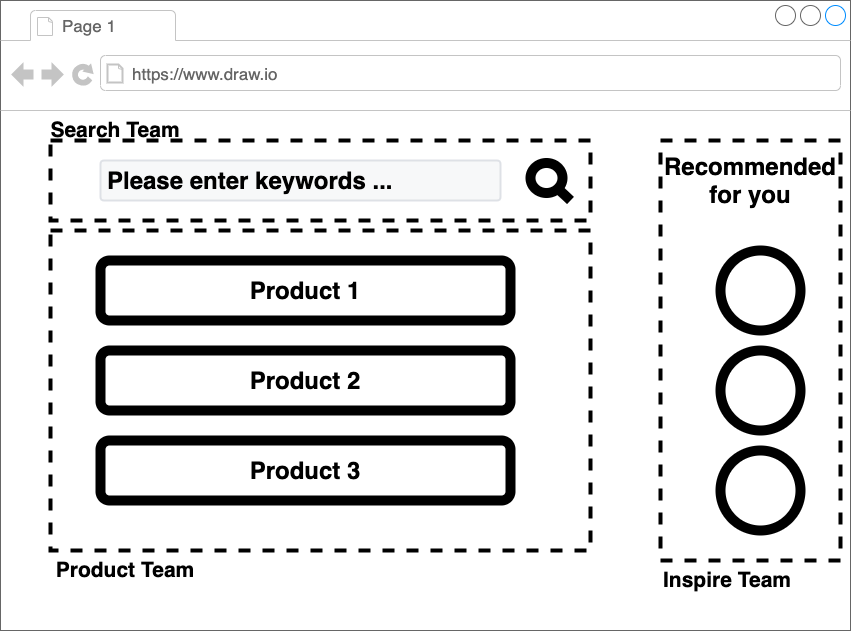 Page 1
https://www.draw.io
Search Team
Please enter keywords ...
Recommended
for you
Product 1
Product 2
Product 3
Product Team
Inspire Team